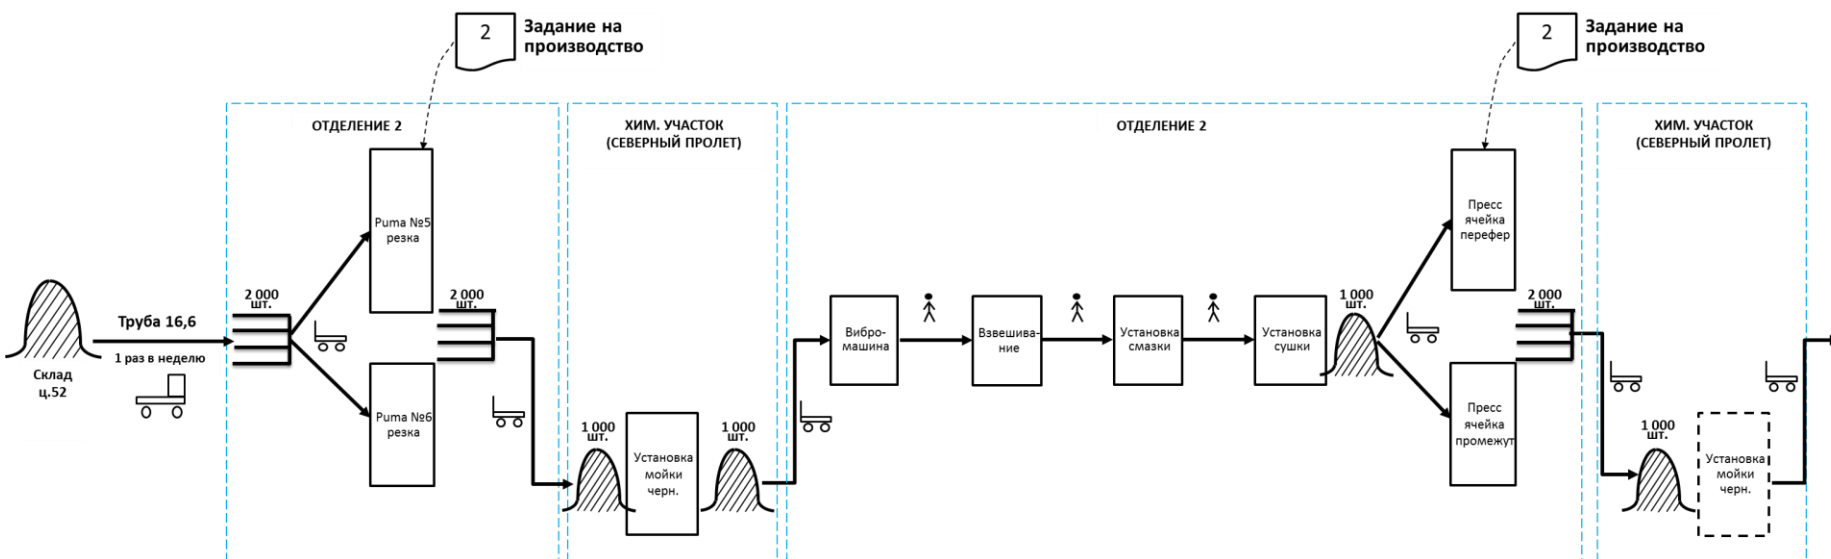 2
Задание на
производство
2
Задание на
производство
ОТДЕЛЕНИЕ 2
ХИМ. УЧАСТОК
(СЕВЕРНЫЙ ПРОЛЕТ)
ОТДЕЛЕНИЕ 2
ХИМ. УЧАСТОК
(СЕВЕРНЫЙ ПРОЛЕТ)
Склад
ц.52
Труба 16,6
1 раз в неделю
2 000
шт.
Puma №5
резка
Puma №6
резка
2 000
шт.
1 000
шт.
Установка
мойки
черн.
1 000
шт.
Вибро-
машина
Взвешива-
ние
Установка
смазки
Установка
сушки
1 000
шт.
Пресс
ячейка
перефер
Пресс
ячейка
промежут
2 000
шт.
1 000
шт.
Установка
мойки
черн.